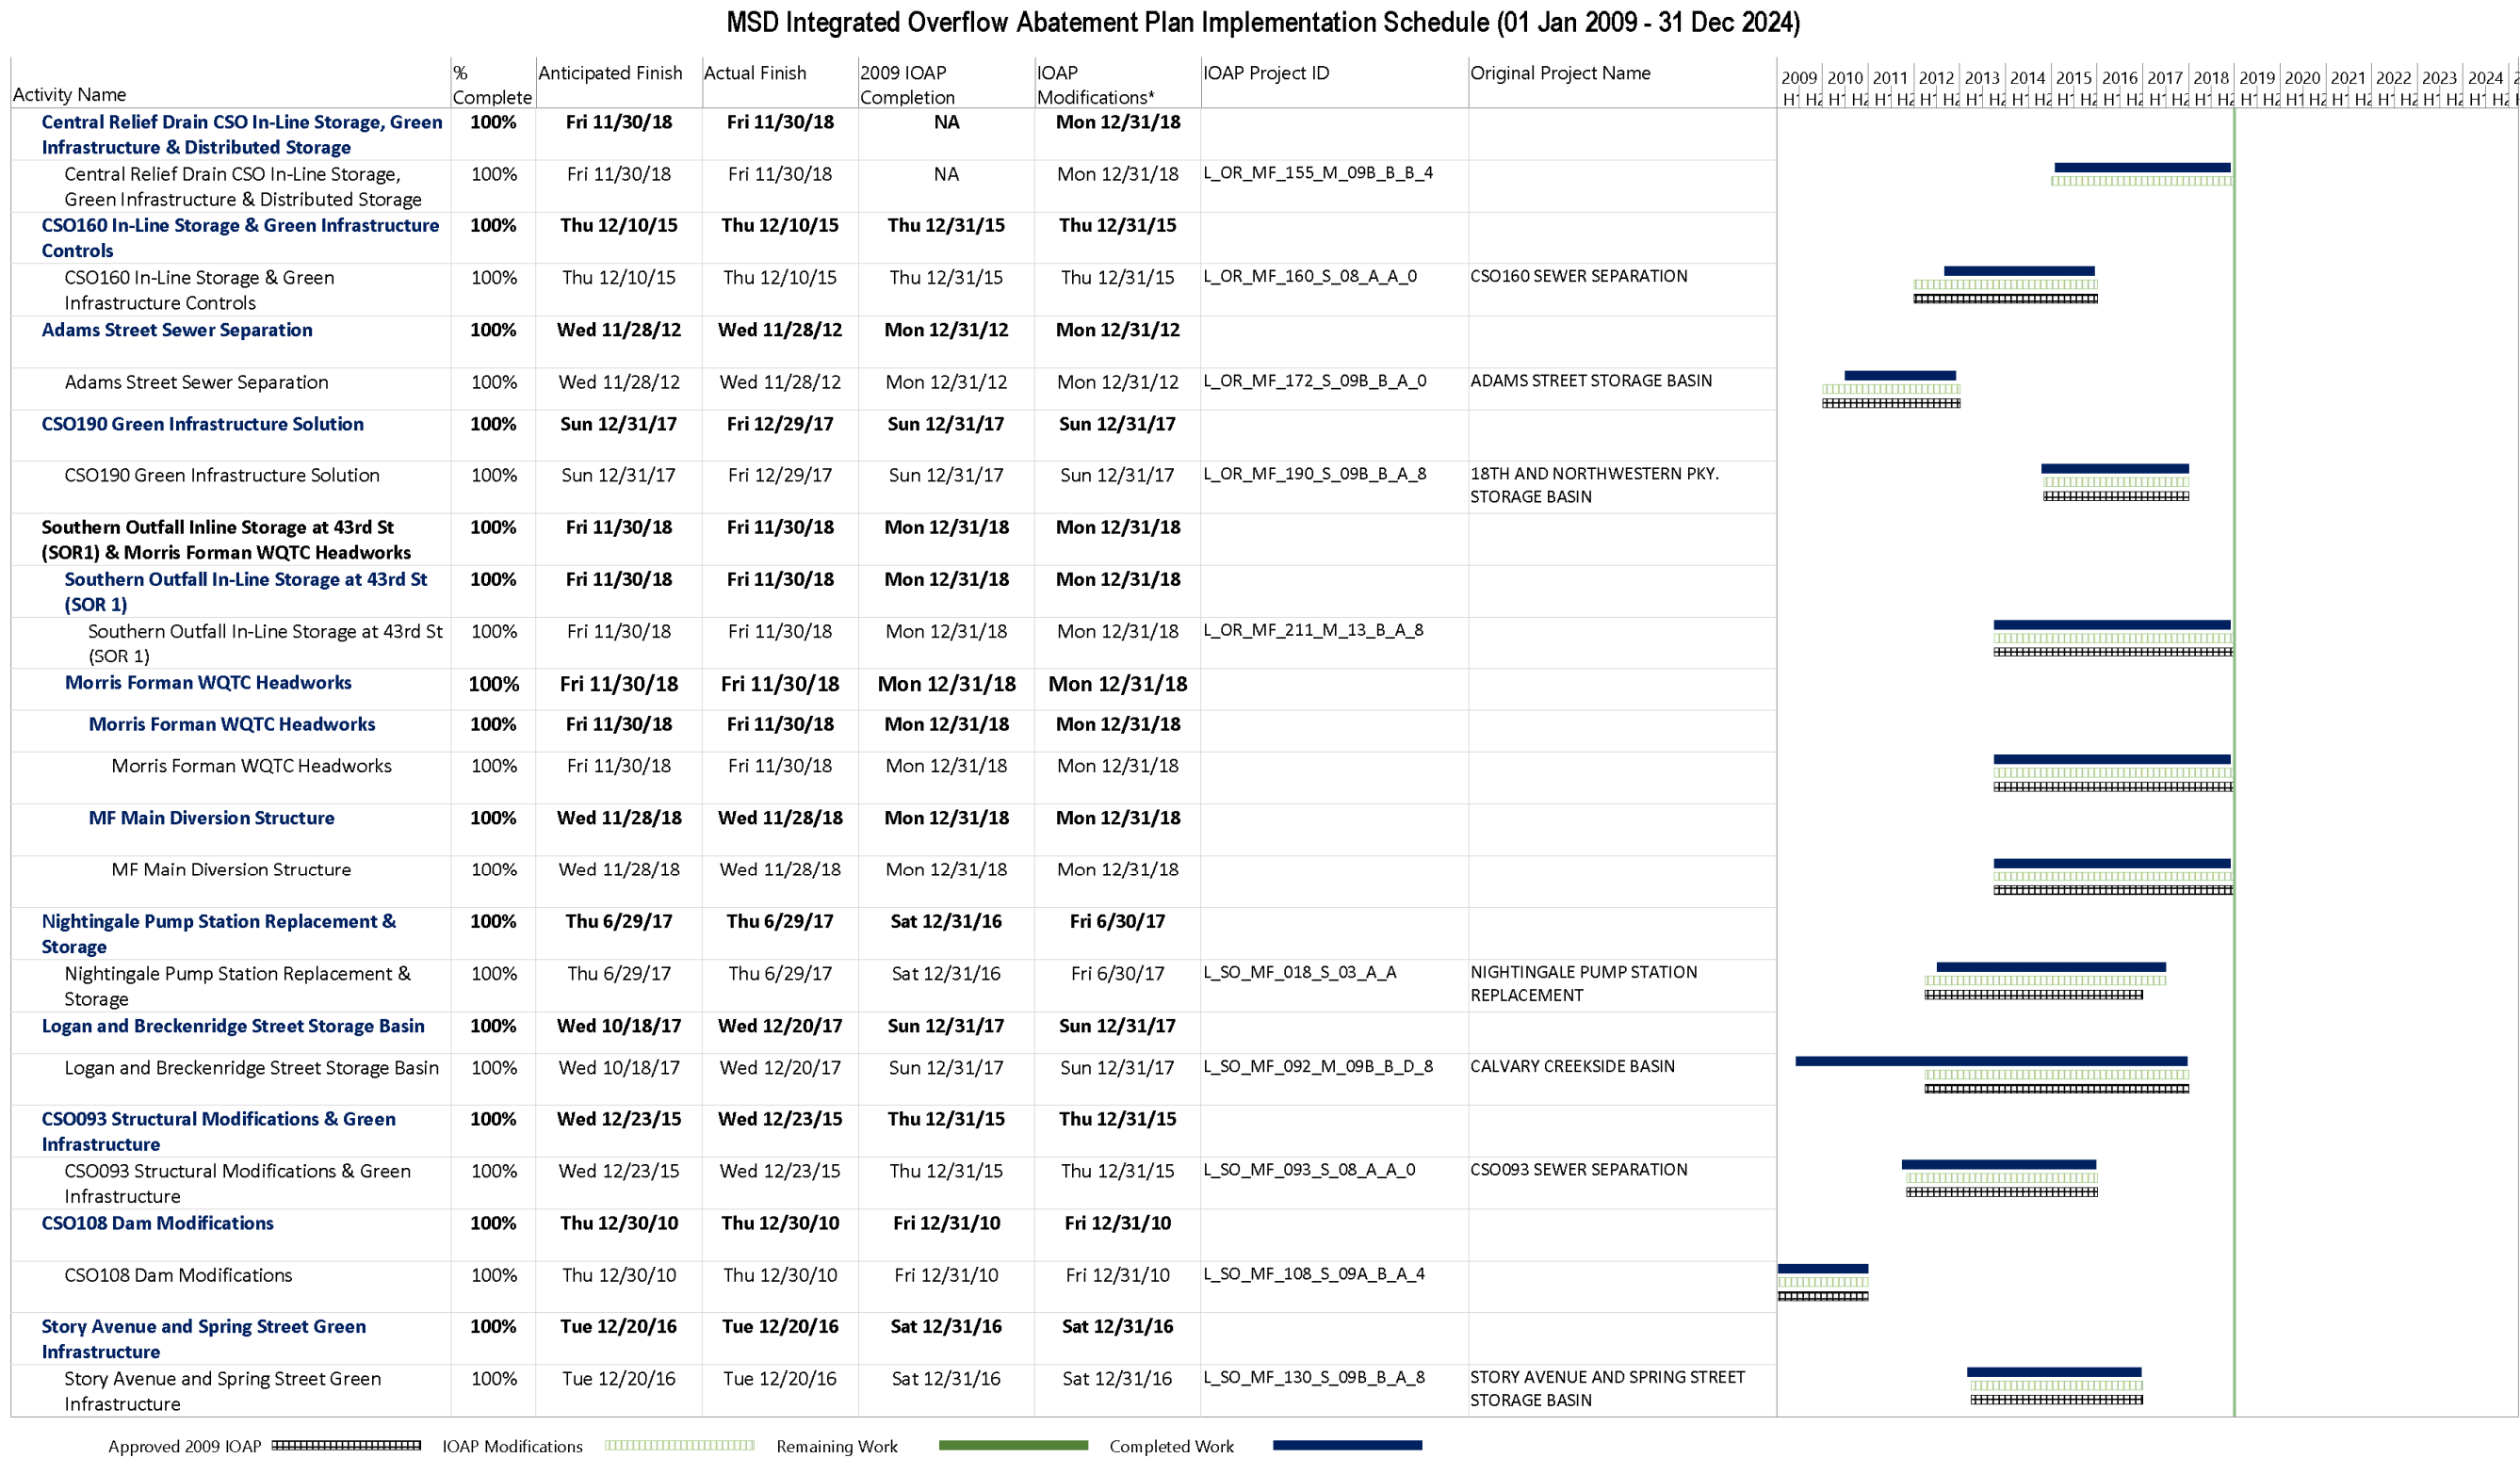 MSD Integrated Overflow Abatement Plan Implementation Schedule (01 Jan 2009 - 31 Dec 2024)
Activity Name % Complete Anticipated Finish Actual Finish 2009 IOAP Completion IOAP Modifications* IOAP Project ID Original Project Name 2009 2010 2011 2012 2013 2014 2015 2016 2017 2018 2019 2020 2021 2022 2023 2024
H1 H2 H1 H2 H1 H2 H1 H2 H1 H2 H1 H2 H1 H2 H1 H2 H1 H2 H1 H2 H1 H2 H1 H2 H1 H2 H1 H2 H1 H2 H1 H2
Central Relief Drain CSO In-Line Storage, Green 100% Fri 11/30/18 Fri 11/30/18 NA Mon 12/31/18
Infrastructure & Distributed Storage
Central Relief Drain CSO In-Line Storage, 100% Fri 11/30/18 Fri 11/30/18 NA Mon 12/31/18 L_OR_MF_155_M_09B_B_B_4
Green Infrastructure & Distributed Storage
CSO160 In-Line Storage & Green Infrastructure 100% Thu 12/10/15 Thu 12/10/15 Thu 12/31/15 Thu 12/31/15
Controls
CSO160 In-Line Storage & Green 100% Thu 12/10/15 Thu 12/10/15 Thu 12/31/15 Thu 12/31/15 L_OR_MF_160_S_08_A_A_0 CSO160 SEWER SEPARATION
Infrastructure Controls
Adams Street Sewer Separation 100% Wed 11/28/12 Wed 11/28/12 Mon 12/31/12 Mon 12/31/12
Adams Street Sewer Separation 100% Wed 11/28/12 Wed 11/28/12 Mon 12/31/12 Mon 12/31/12 L_OR_MF_172_S_09B_B_A_0 ADAMS STREET STORAGE BASIN
CSO190 Green Infrastructure Solution 100% Sun 12/31/17 Fri 12/29/17 Sun 12/31/17 Sun 12/31/17
CSO190 Green Infrastructure Solution 100% Sun 12/31/17 Fri 12/29/17 Sun 12/31/17 Sun 12/31/17 L_OR_MF_190_S_09B_B_A_8 18TH AND NORTHWESTERN PKY.
STORAGE BASIN
Southern Outfall Inline Storage at 43rd St 100% Fri 11/30/18 Fri 11/30/18 Mon 12/31/18 Mon 12/31/18
(SOR1) & Morris Forman WQTC Headworks
Southern Outfall In-Line Storage at 43rd St 100% Fri 11/30/18 Fri 11/30/18 Mon 12/31/18 Mon 12/31/18
(SOR 1)
Southern Outfall In-Line Storage at 43rd St 100% Fri 11/30/18 Fri 11/30/18 Mon 12/31/18 Mon 12/31/18 L_OR_MF_211_M_13_B_A_8
(SOR 1)
Morris Forman WQTC Headworks 100% Fri 11/30/18 Fri 11/30/18 Mon 12/31/18 Mon 12/31/18
Morris Forman WQTC Headworks 100% Fri 11/30/18 Fri 11/30/18 Mon 12/31/18 Mon 12/31/18
Morris Forman WQTC Headworks 100% Fri 11/30/18 Fri 11/30/18 Mon 12/31/18 Mon 12/31/18
MF Main Diversion Structure 100% Wed 11/28/18 Wed 11/28/18 Mon 12/31/18 Mon 12/31/18
MF Main Diversion Structure 100% Wed 11/28/18 Wed 11/28/18 Mon 12/31/18 Mon 12/31/18
Nightingale Pump Station Replacement & 100% Thu 6/29/17 Thu 6/29/17 Sat 12/31/16 Fri 6/30/17
Storage
Nightingale Pump Station Replacement & 100% Thu 6/29/17 Thu 6/29/17 Sat 12/31/16 Fri 6/30/17 L_SO_MF_018_S_03_A_A NIGHTINGALE PUMP STATION
Storage REPLACEMENT
Logan and Breckenridge Street Storage Basin 100% Wed 10/18/17 Wed 12/20/17 Sun 12/31/17 Sun 12/31/17
Logan and Breckenridge Street Storage Basin 100% Wed 10/18/17 Wed 12/20/17 Sun 12/31/17 Sun 12/31/17 L_SO_MF_092_M_09B_B_D_8 CALVARY CREEKSIDE BASIN
CSO093 Structural Modifications & Green 100% Wed 12/23/15 Wed 12/23/15 Thu 12/31/15 Thu 12/31/15
Infrastructure
CSO093 Structural Modifications & Green 100% Wed 12/23/15 Wed 12/23/15 Thu 12/31/15 Thu 12/31/15 L_SO_MF_093_S_08_A_A_0 CSO093 SEWER SEPARATION
Infrastructure
CSO108 Dam Modifications 100% Thu 12/30/10 Thu 12/30/10 Fri 12/31/10 Fri 12/31/10
CSO108 Dam Modifications 100% Thu 12/30/10 Thu 12/30/10 Fri 12/31/10 Fri 12/31/10 L_SO_MF_108_S_09A_B_A_4
Story Avenue and Spring Street Green 100% Tue 12/20/16 Tue 12/20/16 Sat 12/31/16 Sat 12/31/16
Infrastructure
Story Avenue and Spring Street Green 100% Tue 12/20/16 Tue 12/20/16 Sat 12/31/16 Sat 12/31/16 L_SO_MF_130_S_09B_B_A_8 STORY AVENUE AND SPRING STREET
Infrastructure STORAGE BASIN
Approved 2009 IOAP IOAP Modifications Remaining Work Completed Work